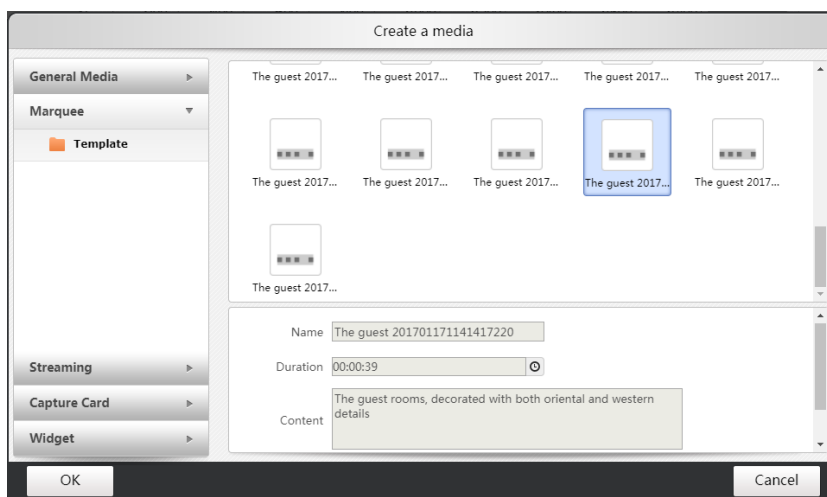 Create a media
General Media
Marquee
Template
Streaming
Capture Card
Widget
The guest 2017... The guest 2017... The guest 2017... The guest 2017... The guest 2017...
The guest 2017... The guest 2017... The guest 2017... The guest 2017... The guest 2017...
The guest 2017...
Name The guest 201701171141417220
Duration 00:00:39
Content The guest rooms, decorated with both oriental and western
details
OK Cancel